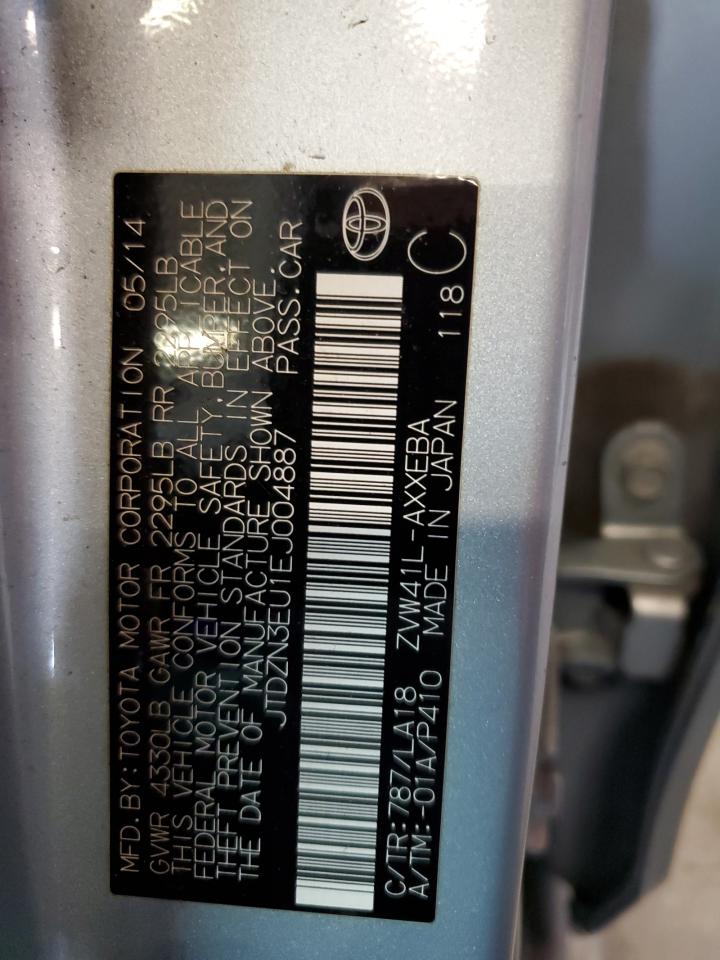 MFD. BY: TOYOTA MOTOR CORPORATION 05/14
GVWR 4330LB GAWR FR 2295LB RR 2295LB
THIS VEHICLE CONFORMS TO ALL APPLICABLE
FEDERAL MOTOR VEHICLE SAFETY, BUMPER, AND
THEFT PREVENTION STANDARDS IN EFFECT ON
THE DATE OF MANUFACTURE SHOWN ABOVE.
JTDZN3EU1EJ004887 PASS. CAR
C/TR: 787/LA18 ZVW41L-AXXEBA
A/TM: -01A/P410 MADE IN JAPAN 118 C